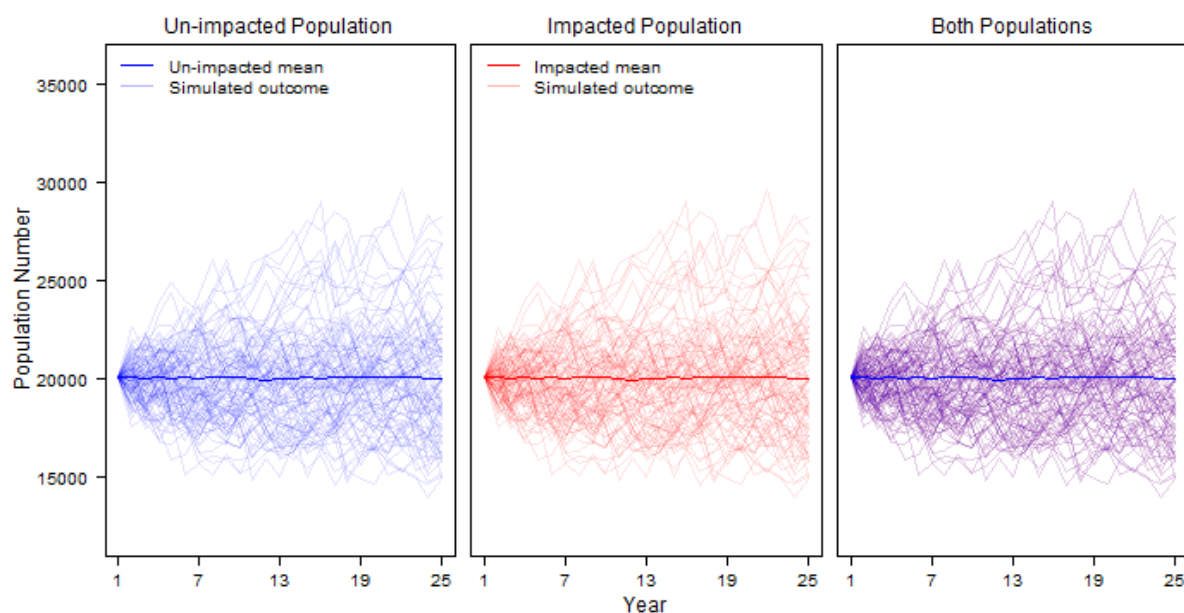 Un-impacted Population
Impacted Population
Both Populations
Un-impacted mean
Simulated outcome
Impacted mean
Simulated outcome
Population Number
35000
30000
25000
20000
15000
1 7 13 19 25
1 7 13 19 25
1 7 13 19 25
Year